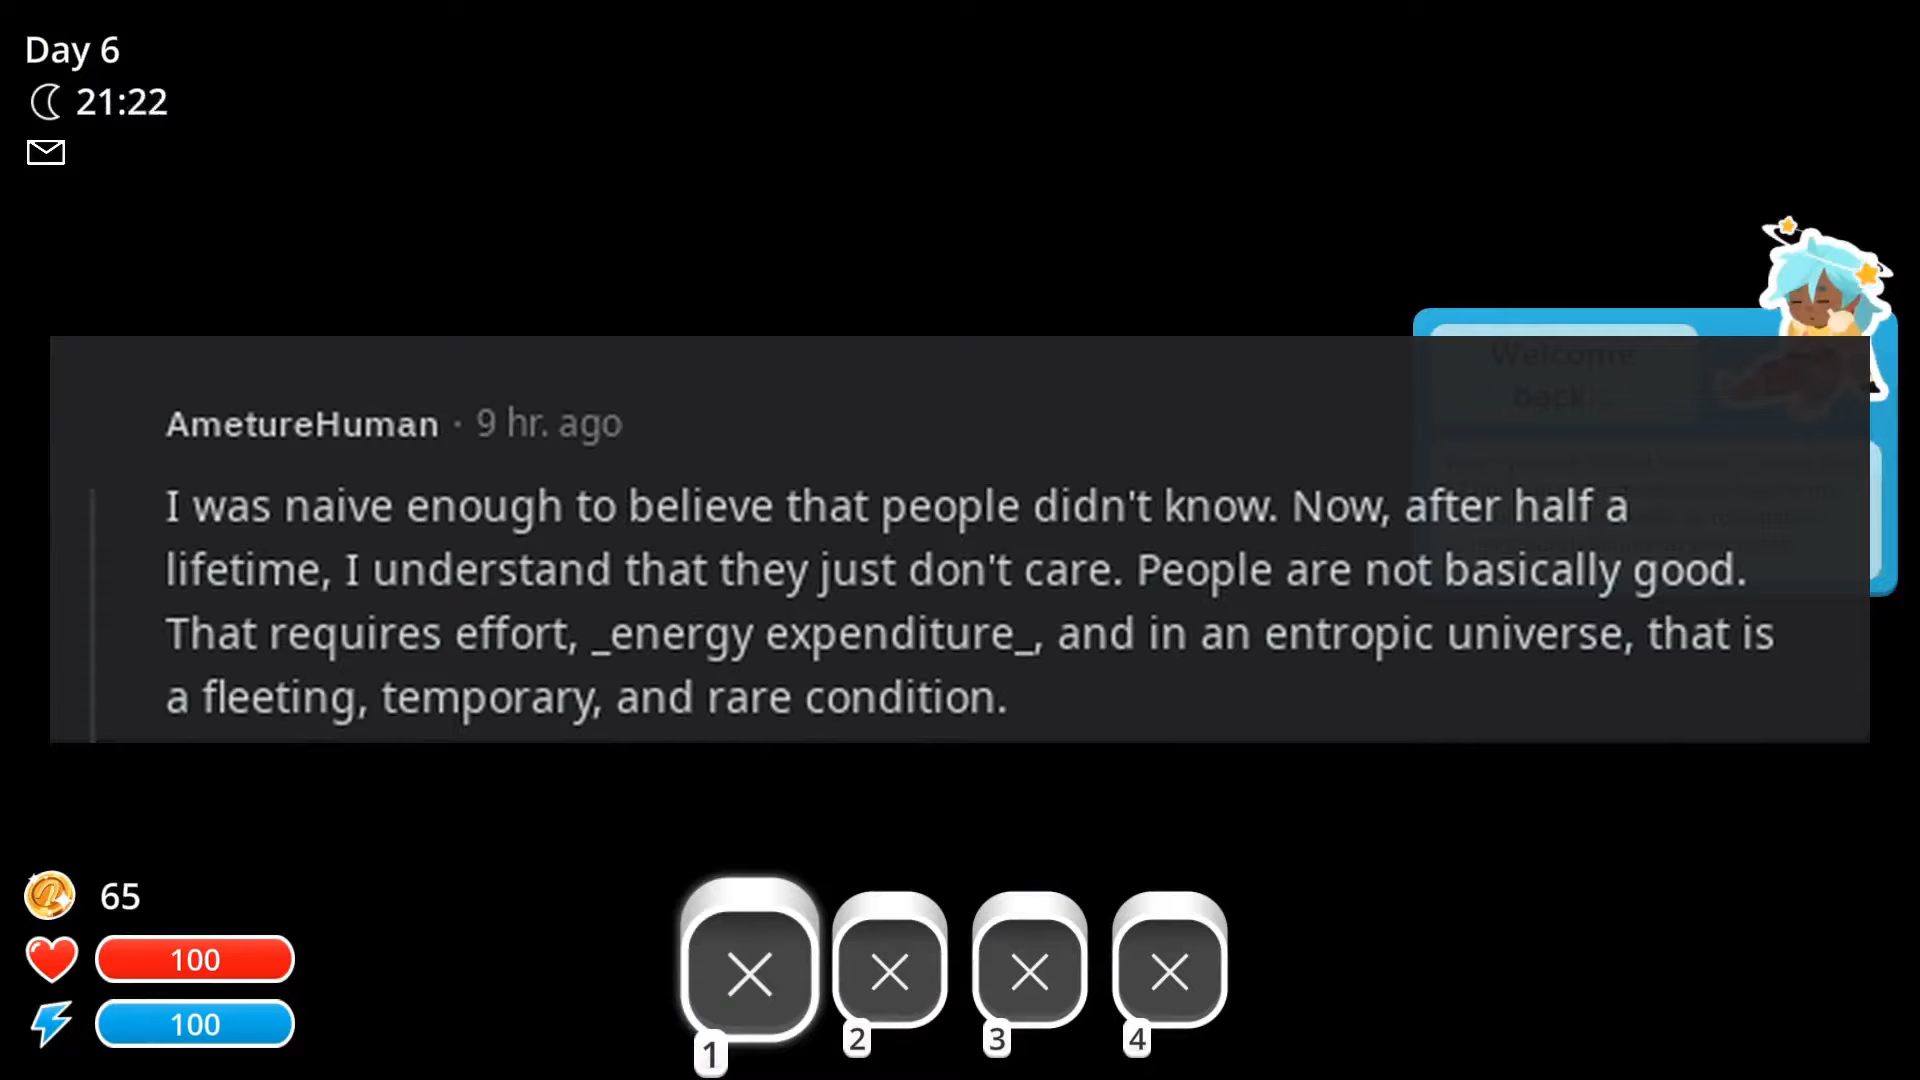 Day 6
21:22
Welcome
back
AmetureHuman · 9 hr. ago
I was naive enough to believe that people didn't know. Now, after half a
lifetime, I understand that they just don't care. People are not basically good.
That requires effort, _energy expenditure_, and in an entropic universe, that is
a fleeting, temporary, and rare condition.
65
100
100
1
2
3
4